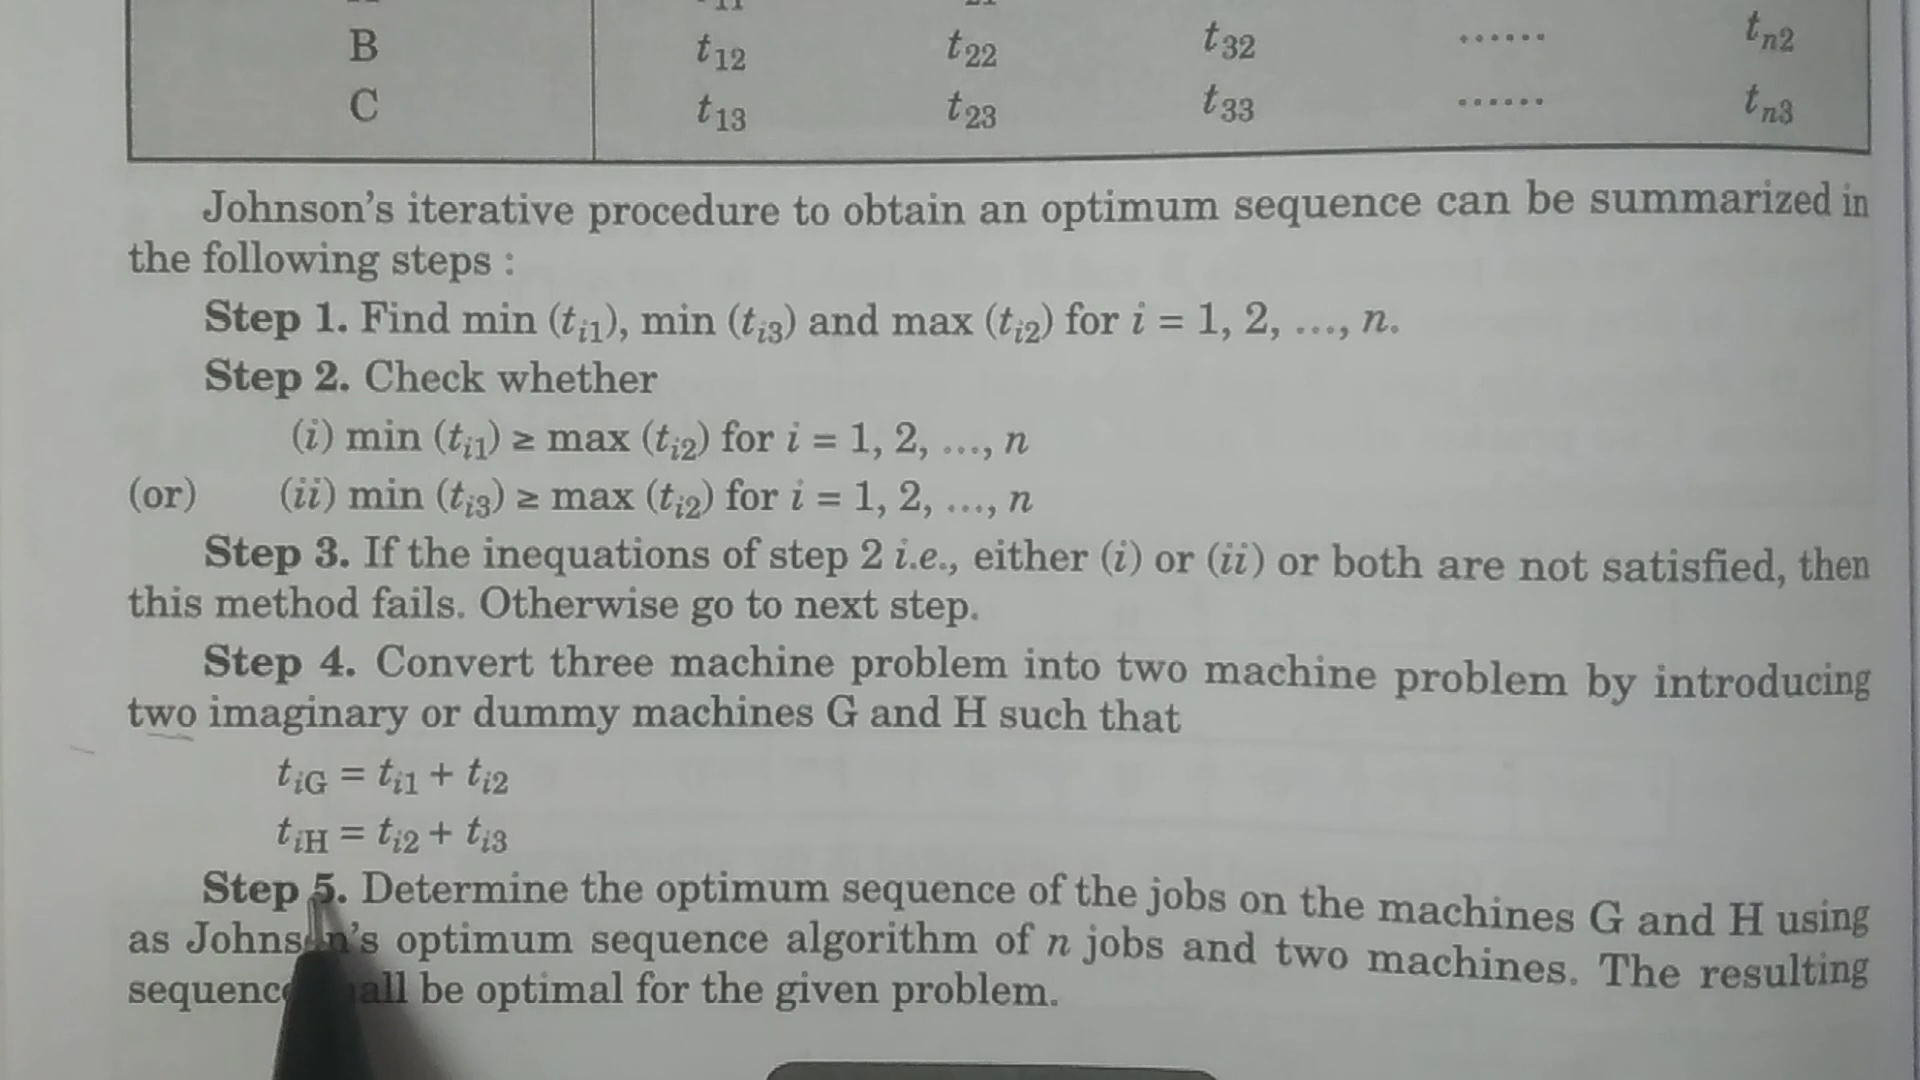 B t12 t22 t32 ...... tn2
C t13 t23 t33 ...... tn3
Johnson's iterative procedure to obtain an optimum sequence can be summarized in
the following steps :
Step 1. Find min (ti1), min (ti3) and max (ti2) for i = 1, 2, ..., n.
Step 2. Check whether
(i) min (ti1) ≥ max (ti2) for i = 1, 2, ..., n
(or) (ii) min (ti3) ≥ max (ti2) for i = 1, 2, ..., n
Step 3. If the inequations of step 2 i.e., either (i) or (ii) or both are not satisfied, then
this method fails. Otherwise go to next step.
Step 4. Convert three machine problem into two machine problem by introducing
two imaginary or dummy machines G and H such that
tiG = ti1 + ti2
tiH = ti2 + ti3
Step 5. Determine the optimum sequence of the jobs on the machines G and H using
as Johnson's optimum sequence algorithm of n jobs and two machines. The resulting
sequence be optimal for the given problem.